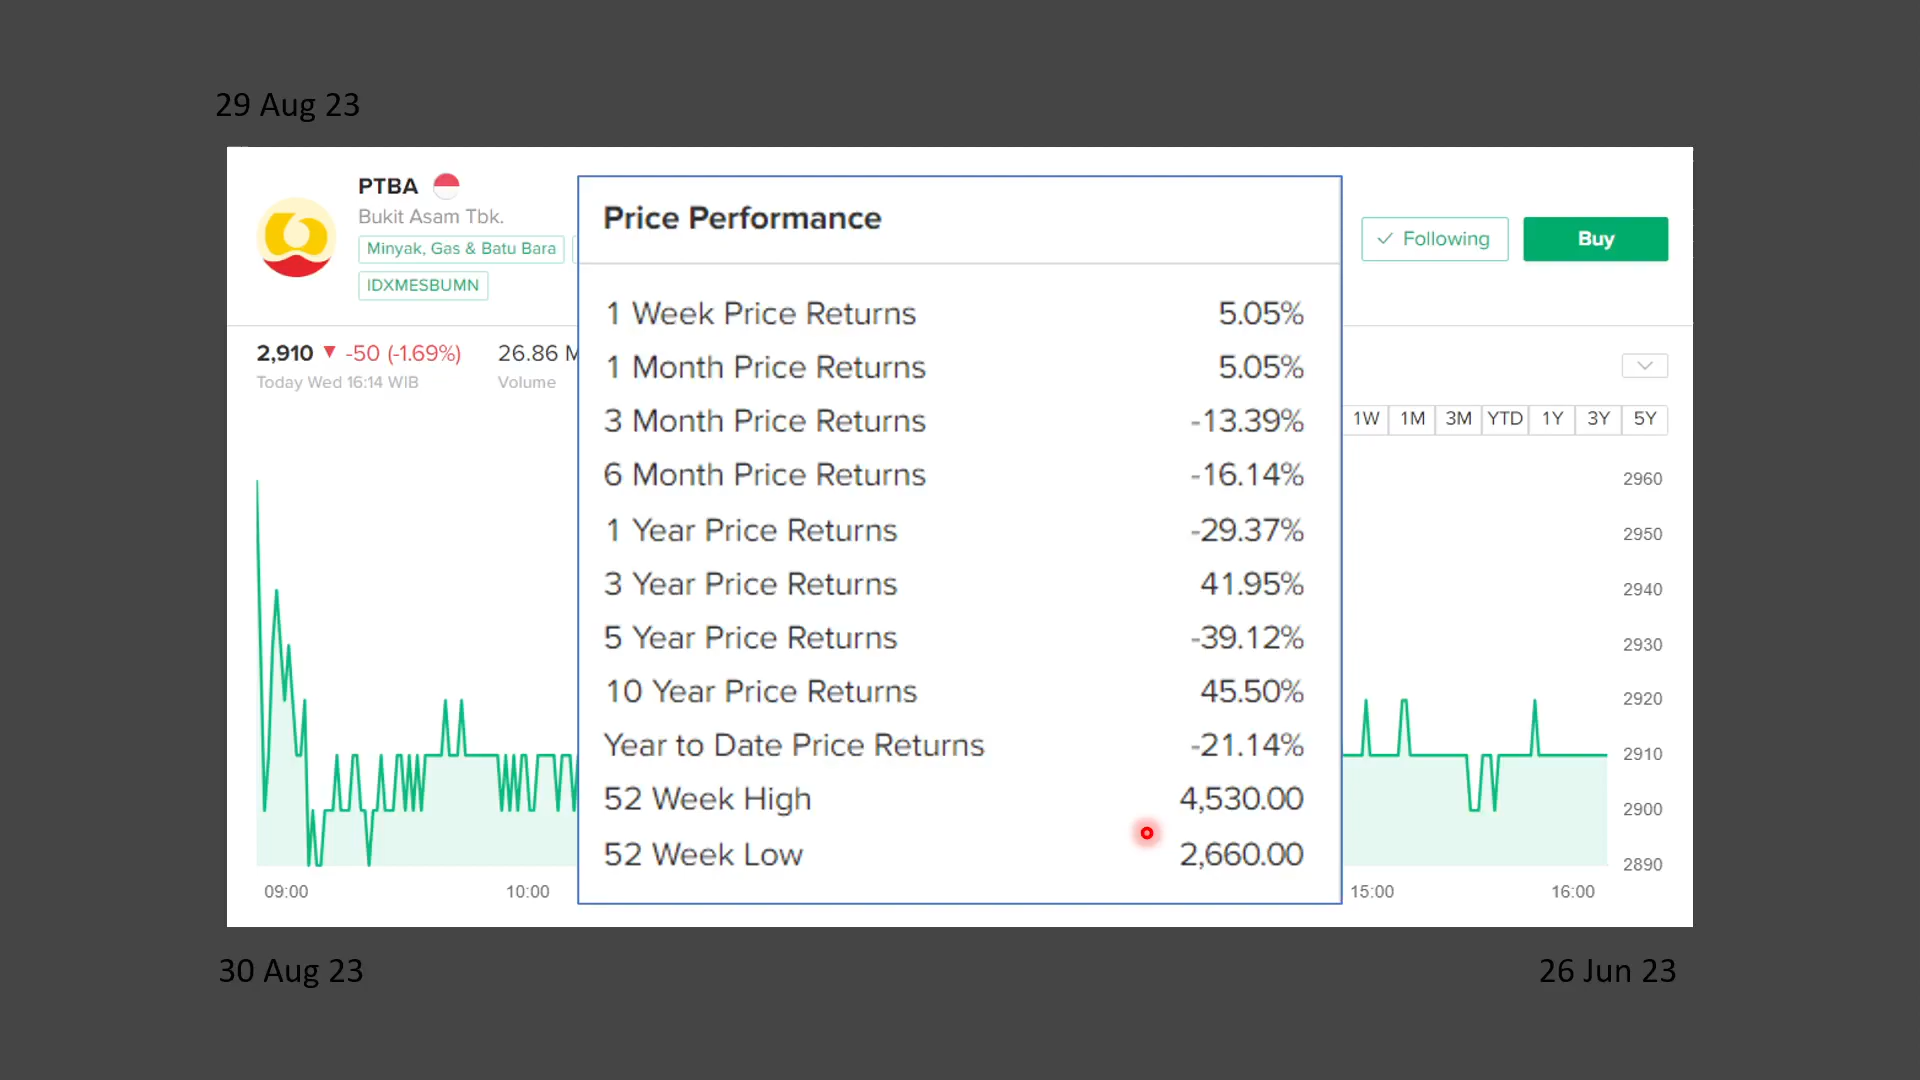 29 Aug 23
PTBA
Bukit Asam Tbk.
Minyak, Gas & Batu Bara
IDXMESBUMN
Following
Buy
2,910 ▼ -50 (-1.69%)
26.86 M
Today Wed 16:14 WIB
Volume
Price Performance
1 Week Price Returns 5.05%
1 Month Price Returns 5.05%
3 Month Price Returns -13.39%
6 Month Price Returns -16.14%
1 Year Price Returns -29.37%
3 Year Price Returns 41.95%
5 Year Price Returns -39.12%
10 Year Price Returns 45.50%
Year to Date Price Returns -21.14%
52 Week High 4,530.00
52 Week Low 2,660.00
1W 1M 3M YTD 1Y 3Y 5Y
2960
2950
2940
2930
2920
2910
2900
2890
09:00 10:00 15:00 16:00
30 Aug 23
26 Jun 23